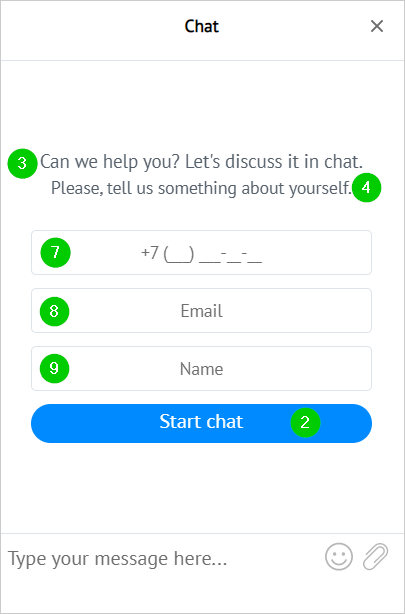 Chat
3 Can we help you? Let's discuss it in chat.
Please, tell us something about yourself. 4
7 +7 (___) ___-__-__
8 Email
9 Name
Start chat 2
Type your message here...